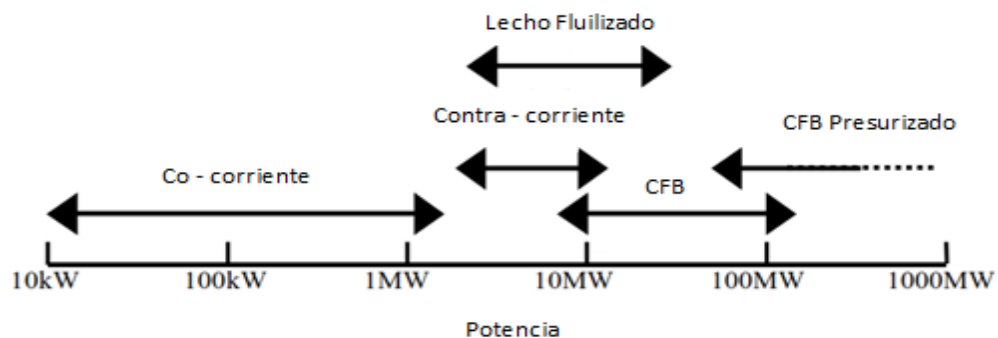 Lecho Fluilizado
Contra - corriente
CFB Presurizado
Co - corriente
CFB
10kW 100kW 1MW 10MW 100MW 1000MW
Potencia